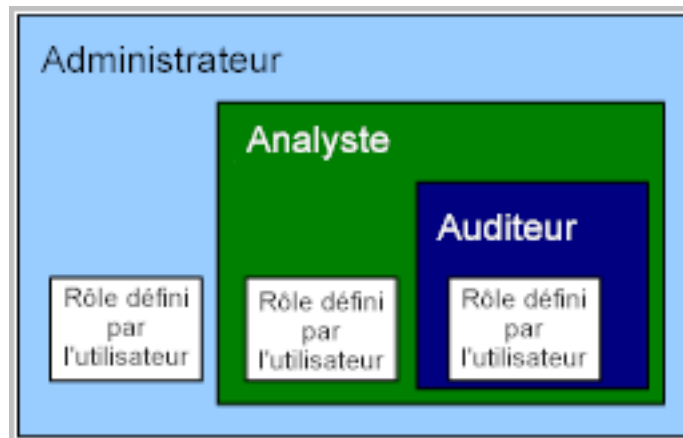 Administrateur
Analyste
Auditeur
Rôle défini
par
l'utilisateur
Rôle défini
par
l'utilisateur
Rôle défini
par
l'utilisateur